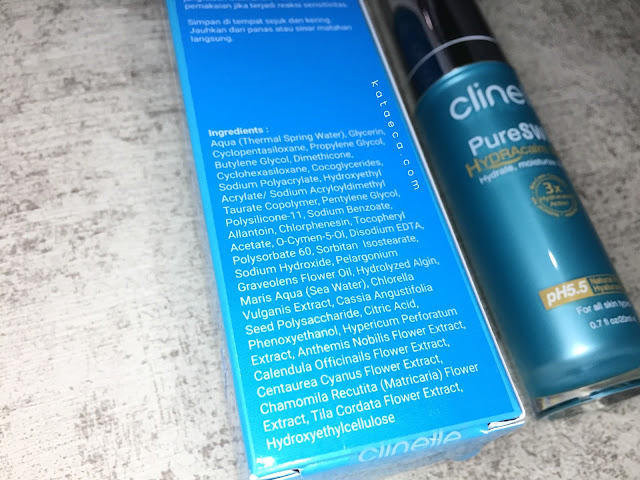 pemakaian jika terjadi reaksi sensitivitas.
Simpan di tempat sejuk dan kering.
Jauhkan dari panas atau sinar matahari
langsung.
Ingredients :
Aqua (Thermal Spring Water), Glycerin,
Cyclopentasiloxane, Propylene Glycol,
Butylene Glycol, Dimethicone,
Cyclohexasiloxane, Cocoglycerides,
Sodium Polyacrylate, Hydroxyethyl
Acrylate/ Sodium Acryloyldimethyl
Taurate Copolymer, Pentylene Glycol,
Polysilicone-11, Sodium Benzoate,
Allantoin, Chlorphenesin, Tocopheryl
Acetate, O-Cymen-5-Ol, Disodium EDTA,
Polysorbate 60, Sorbitan Isostearate,
Sodium Hydroxide, Pelargonium
Graveolens Flower Oil, Hydrolyzed Algin,
Maris Aqua (Sea Water), Chlorella
Vulganis Extract, Cassia Angustifolia
Seed Polysaccharide, Citric Acid,
Phenoxyethanol, Hypericum Perforatum
Extract, Anthemis Nobilis Flower Extract,
Calendula Officinails Flower Extract,
Centaurea Cyanus Flower Extract,
Chamomila Recutita (Matricaria) Flower
Extract, Tila Cordata Flower Extract,
Hydroxyethylcellulose
clinelle
kataeca.com
cline
PureSW
HYDRAcalm
Hydrate, moisturise
3x
pH5.5
For all skin types
0.7 fl oz/20ml